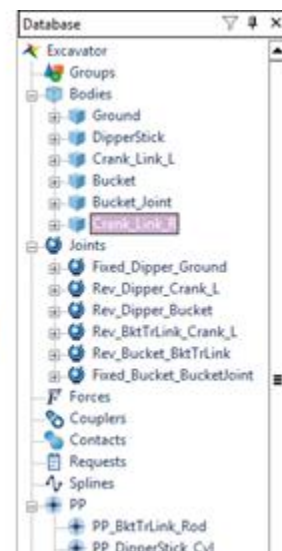 Database
Excavator
Groups
Bodies
Ground
DipperStick
Crank_Link_L
Bucket
Bucket_Joint
Crank_Link_R
Joints
Fixed_Dipper_Ground
Rev_Dipper_Crank_L
Rev_Dipper_Bucket
Rev_BktTrLink_Crank_L
Rev_Bucket_BktTrLink
Fixed_Bucket_BucketJoint
F Forces
Couplers
Contacts
Requests
Splines
PP
PP_BktTrLink_Rod
PP_DipperStick_Cyl